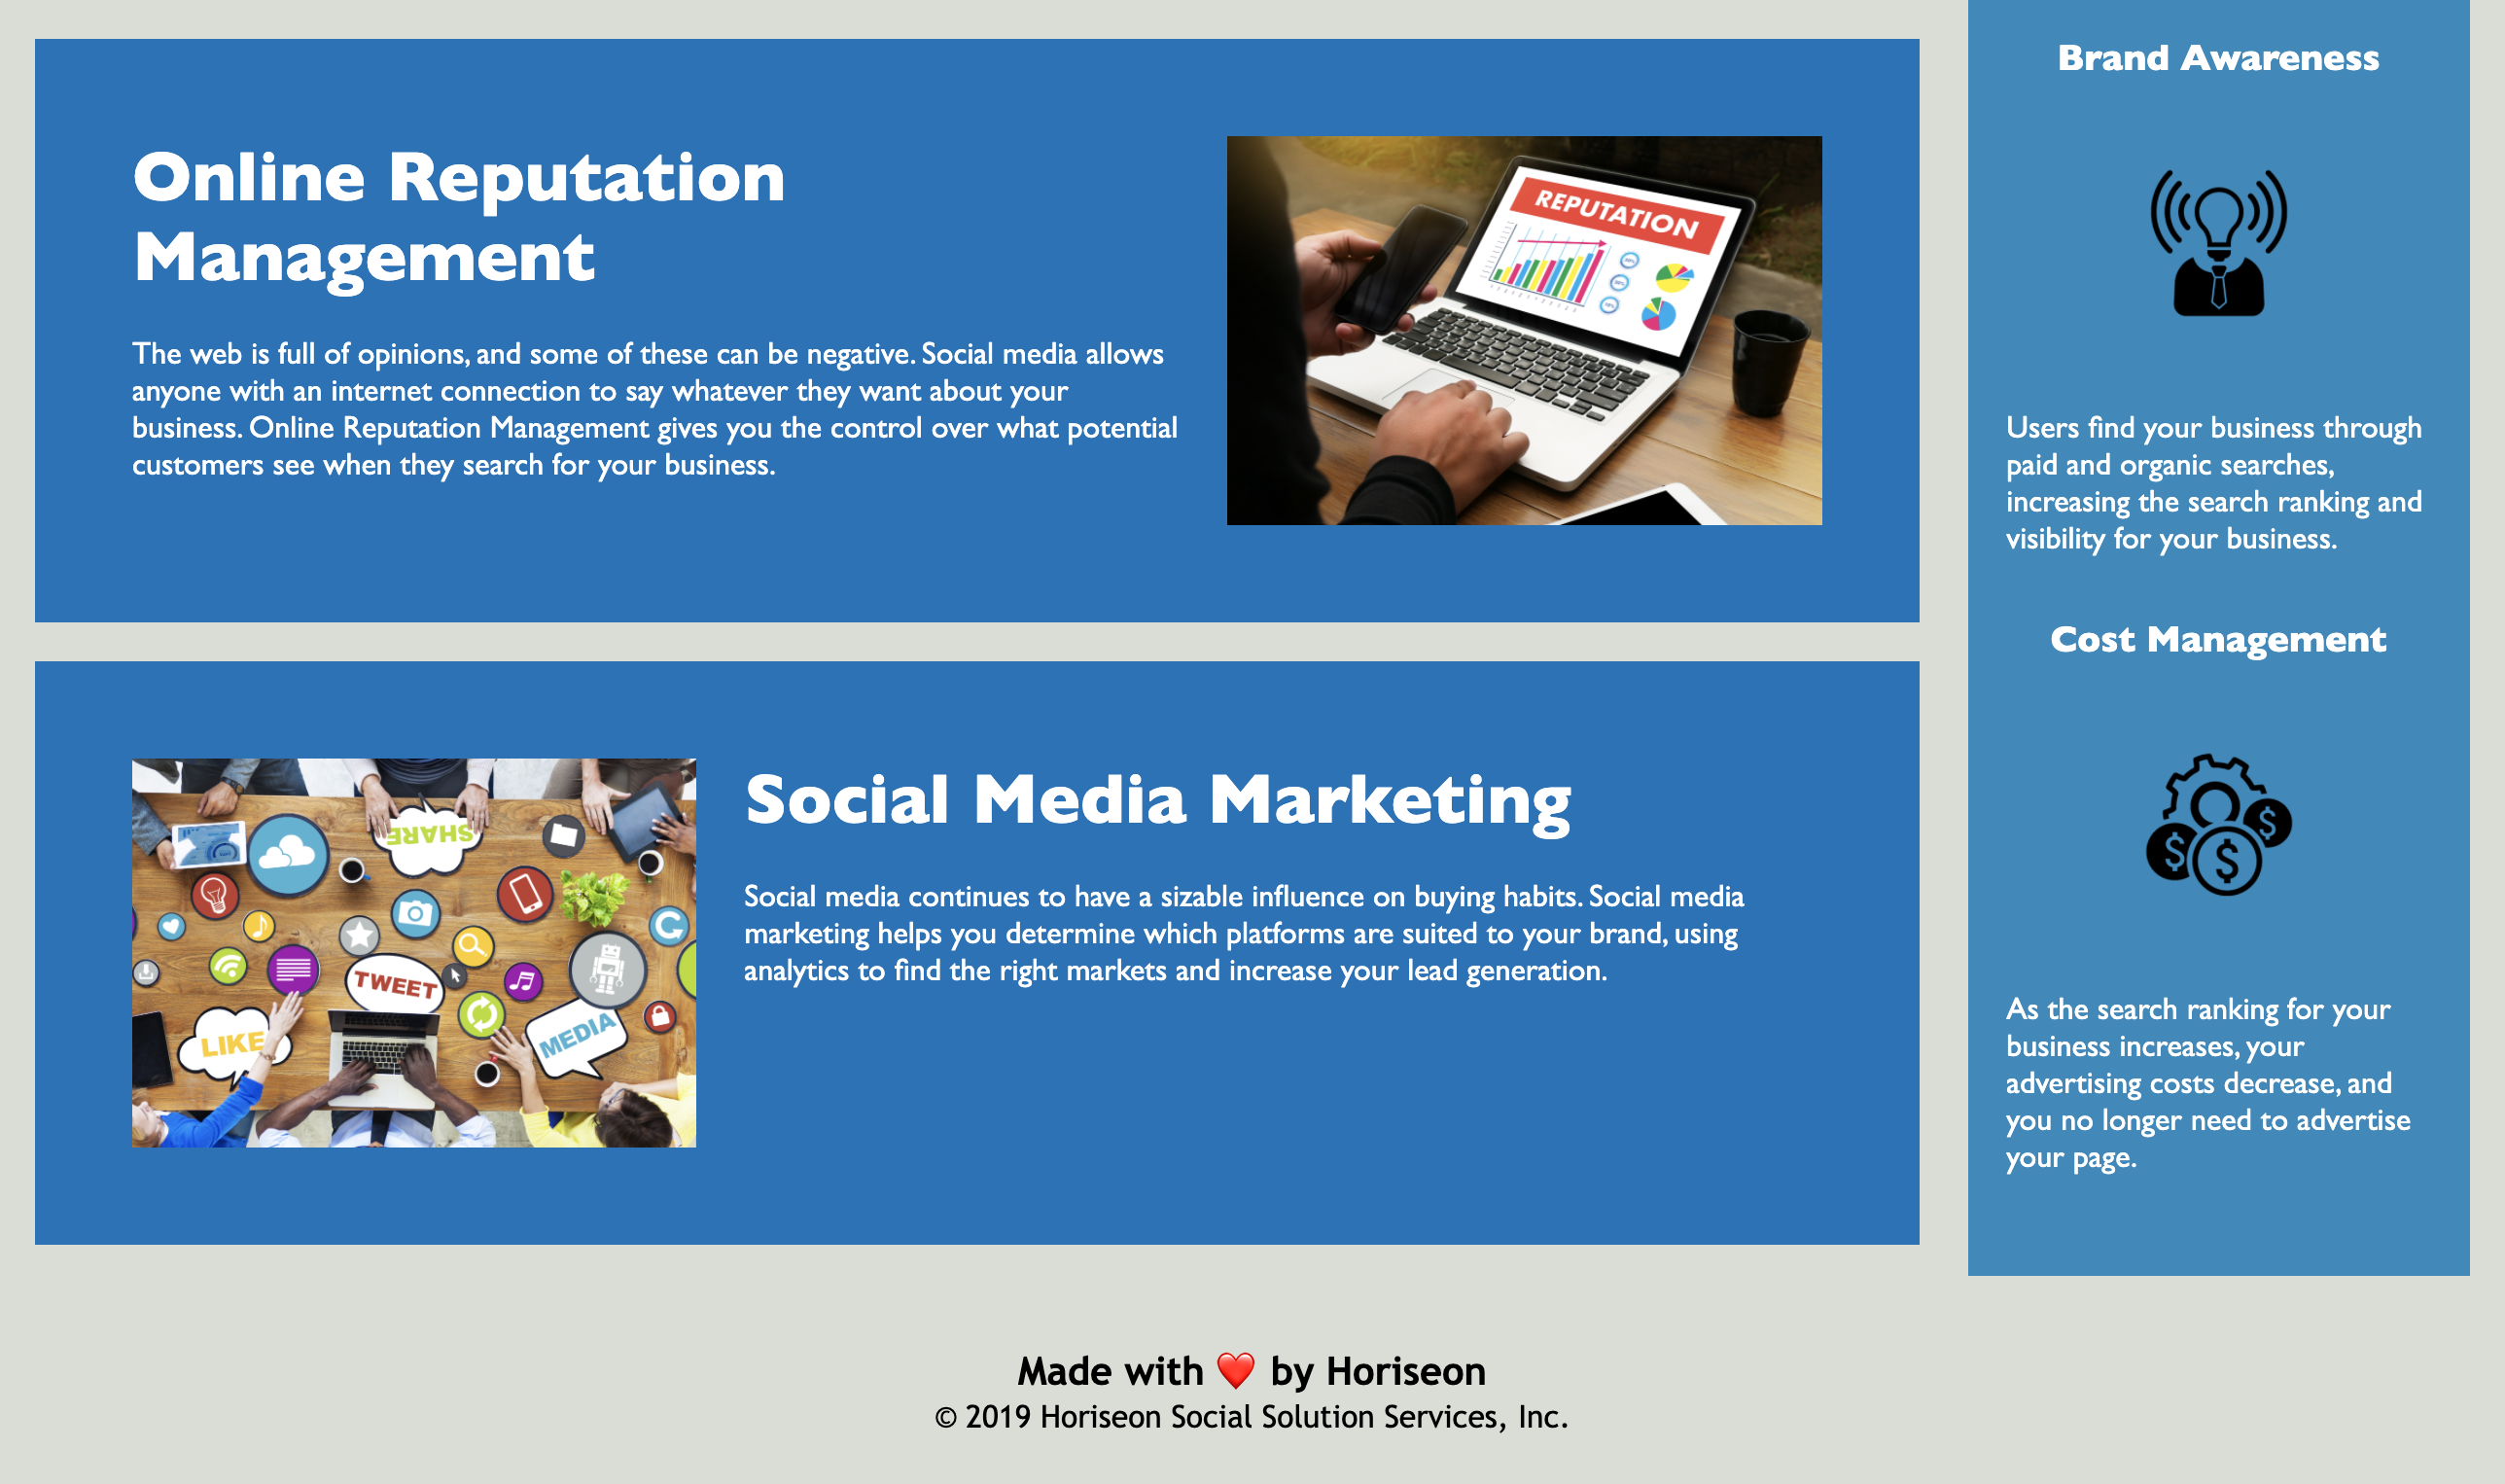 Online Reputation
Management
The web is full of opinions, and some of these can be negative. Social media allows
anyone with an internet connection to say whatever they want about your
business. Online Reputation Management gives you the control over what potential
customers see when they search for your business.
REPUTATION
SHARE
TWEET
LIKE
MEDIA
Social Media Marketing
Social media continues to have a sizable influence on buying habits. Social media
marketing helps you determine which platforms are suited to your brand, using
analytics to find the right markets and increase your lead generation.
Brand Awareness
Users find your business through
paid and organic searches,
increasing the search ranking and
visibility for your business.
Cost Management
$ $ $
As the search ranking for your
business increases, your
advertising costs decrease, and
you no longer need to advertise
your page.
Made with ❤️ by Horiseon
© 2019 Horiseon Social Solution Services, Inc.